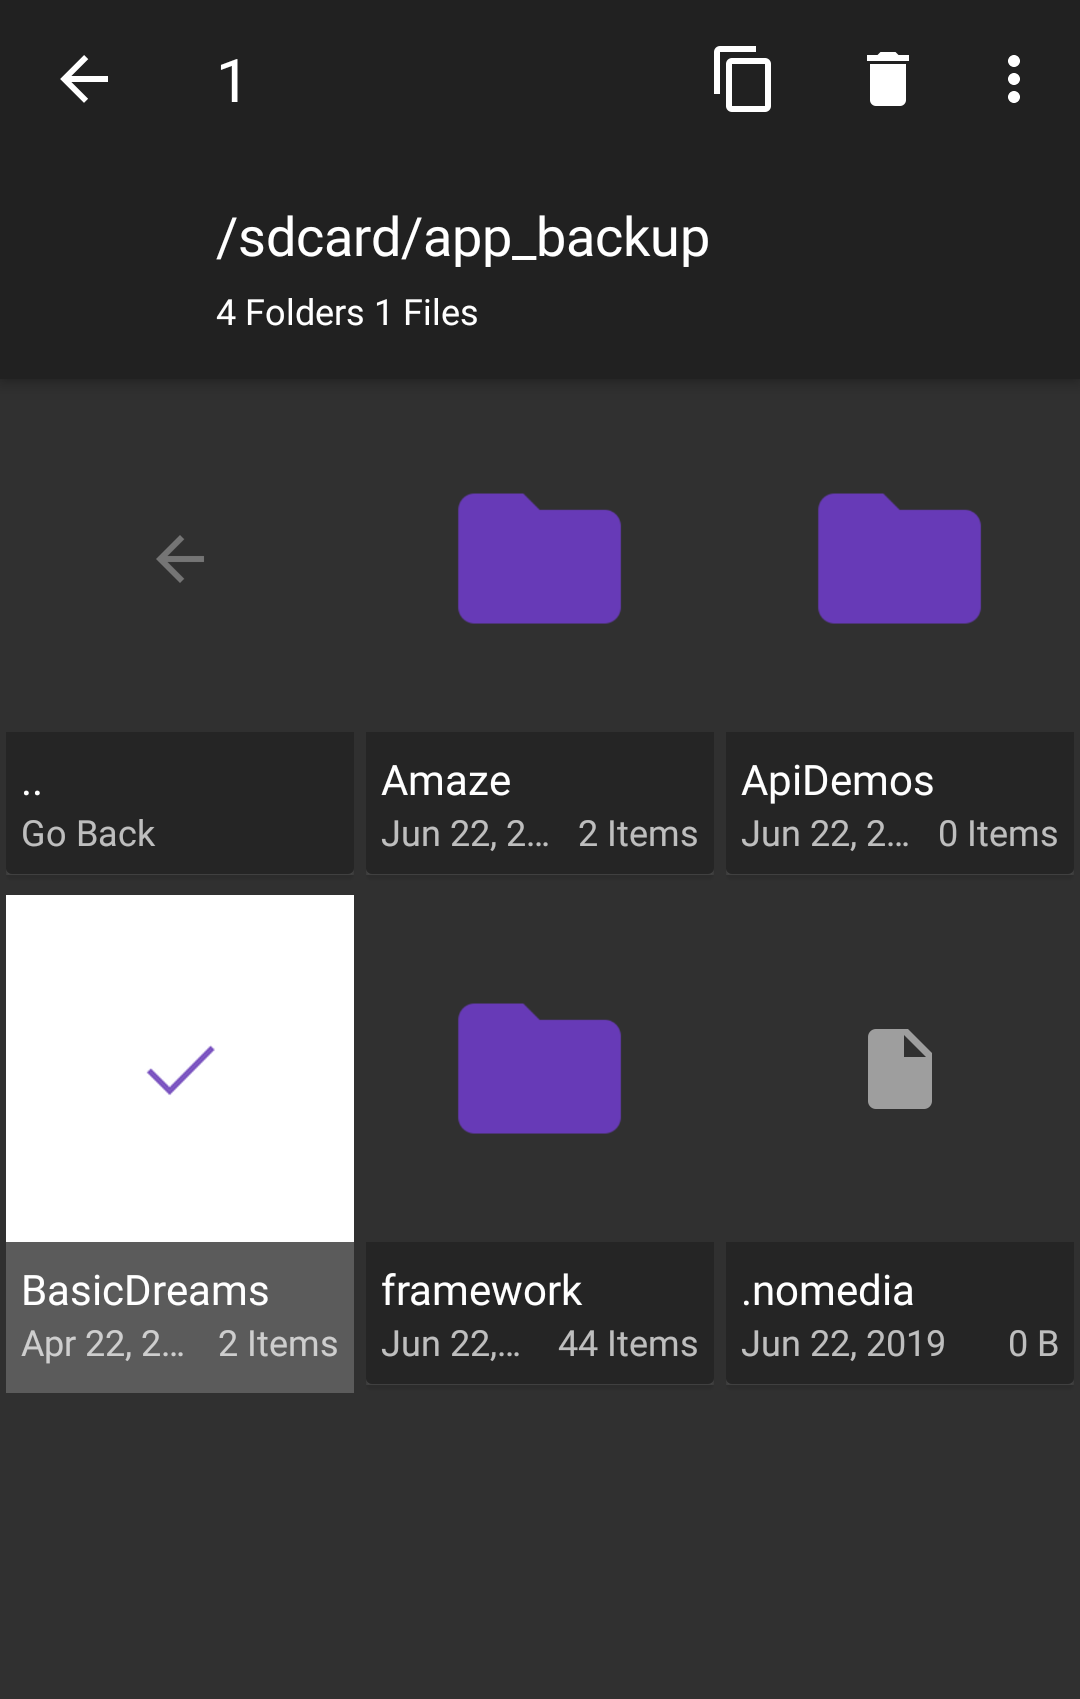 1
/sdcard/app_backup
4 Folders 1 Files
..
Go Back
Amaze
Jun 22, 2... 2 Items
ApiDemos
Jun 22, 2... 0 Items
BasicDreams
Apr 22, 2... 2 Items
framework
Jun 22,... 44 Items
.nomedia
Jun 22, 2019 0 B